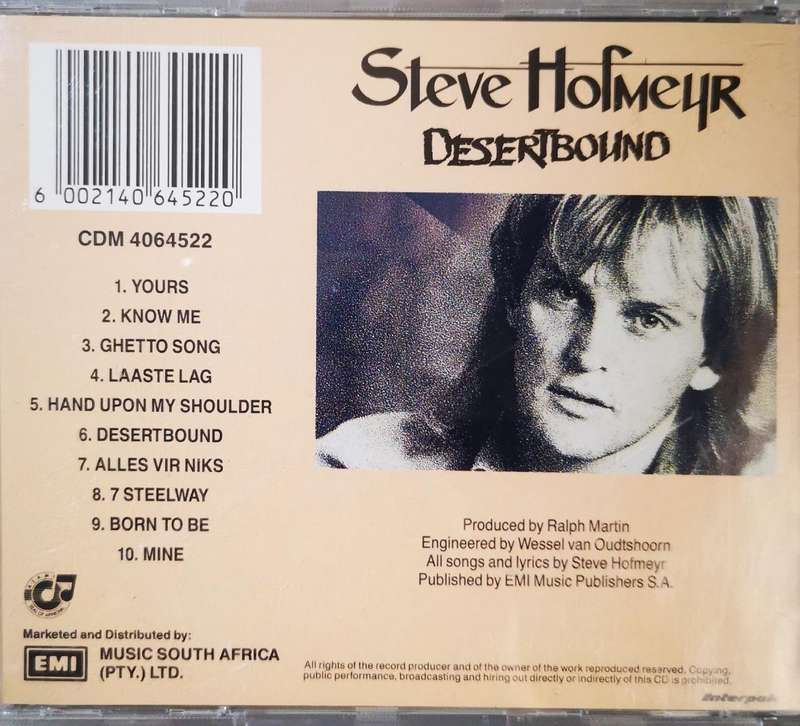 Steve Hofmeyr
DESERTBOUND
6 002140 645220
CDM 4064522
1. YOURS
2. KNOW ME
3. GHETTO SONG
4. LAASTE LAG
5. HAND UPON MY SHOULDER
6. DESERTBOUND
7. ALLES VIR NIKS
8. 7 STEELWAY
9. BORN TO BE
10. MINE
Produced by Ralph Martin
Engineered by Wessel van Oudtshoorn
All songs and lyrics by Steve Hofmeyr
Published by EMI Music Publishers S.A.
Marketed and Distributed by:
EMI
MUSIC SOUTH AFRICA
(PTY.) LTD.
All rights of the record producer and of the owner of the work reproduced reserved. Copying,
public performance, broadcasting and hiring out directly or indirectly of this CD is prohibited.